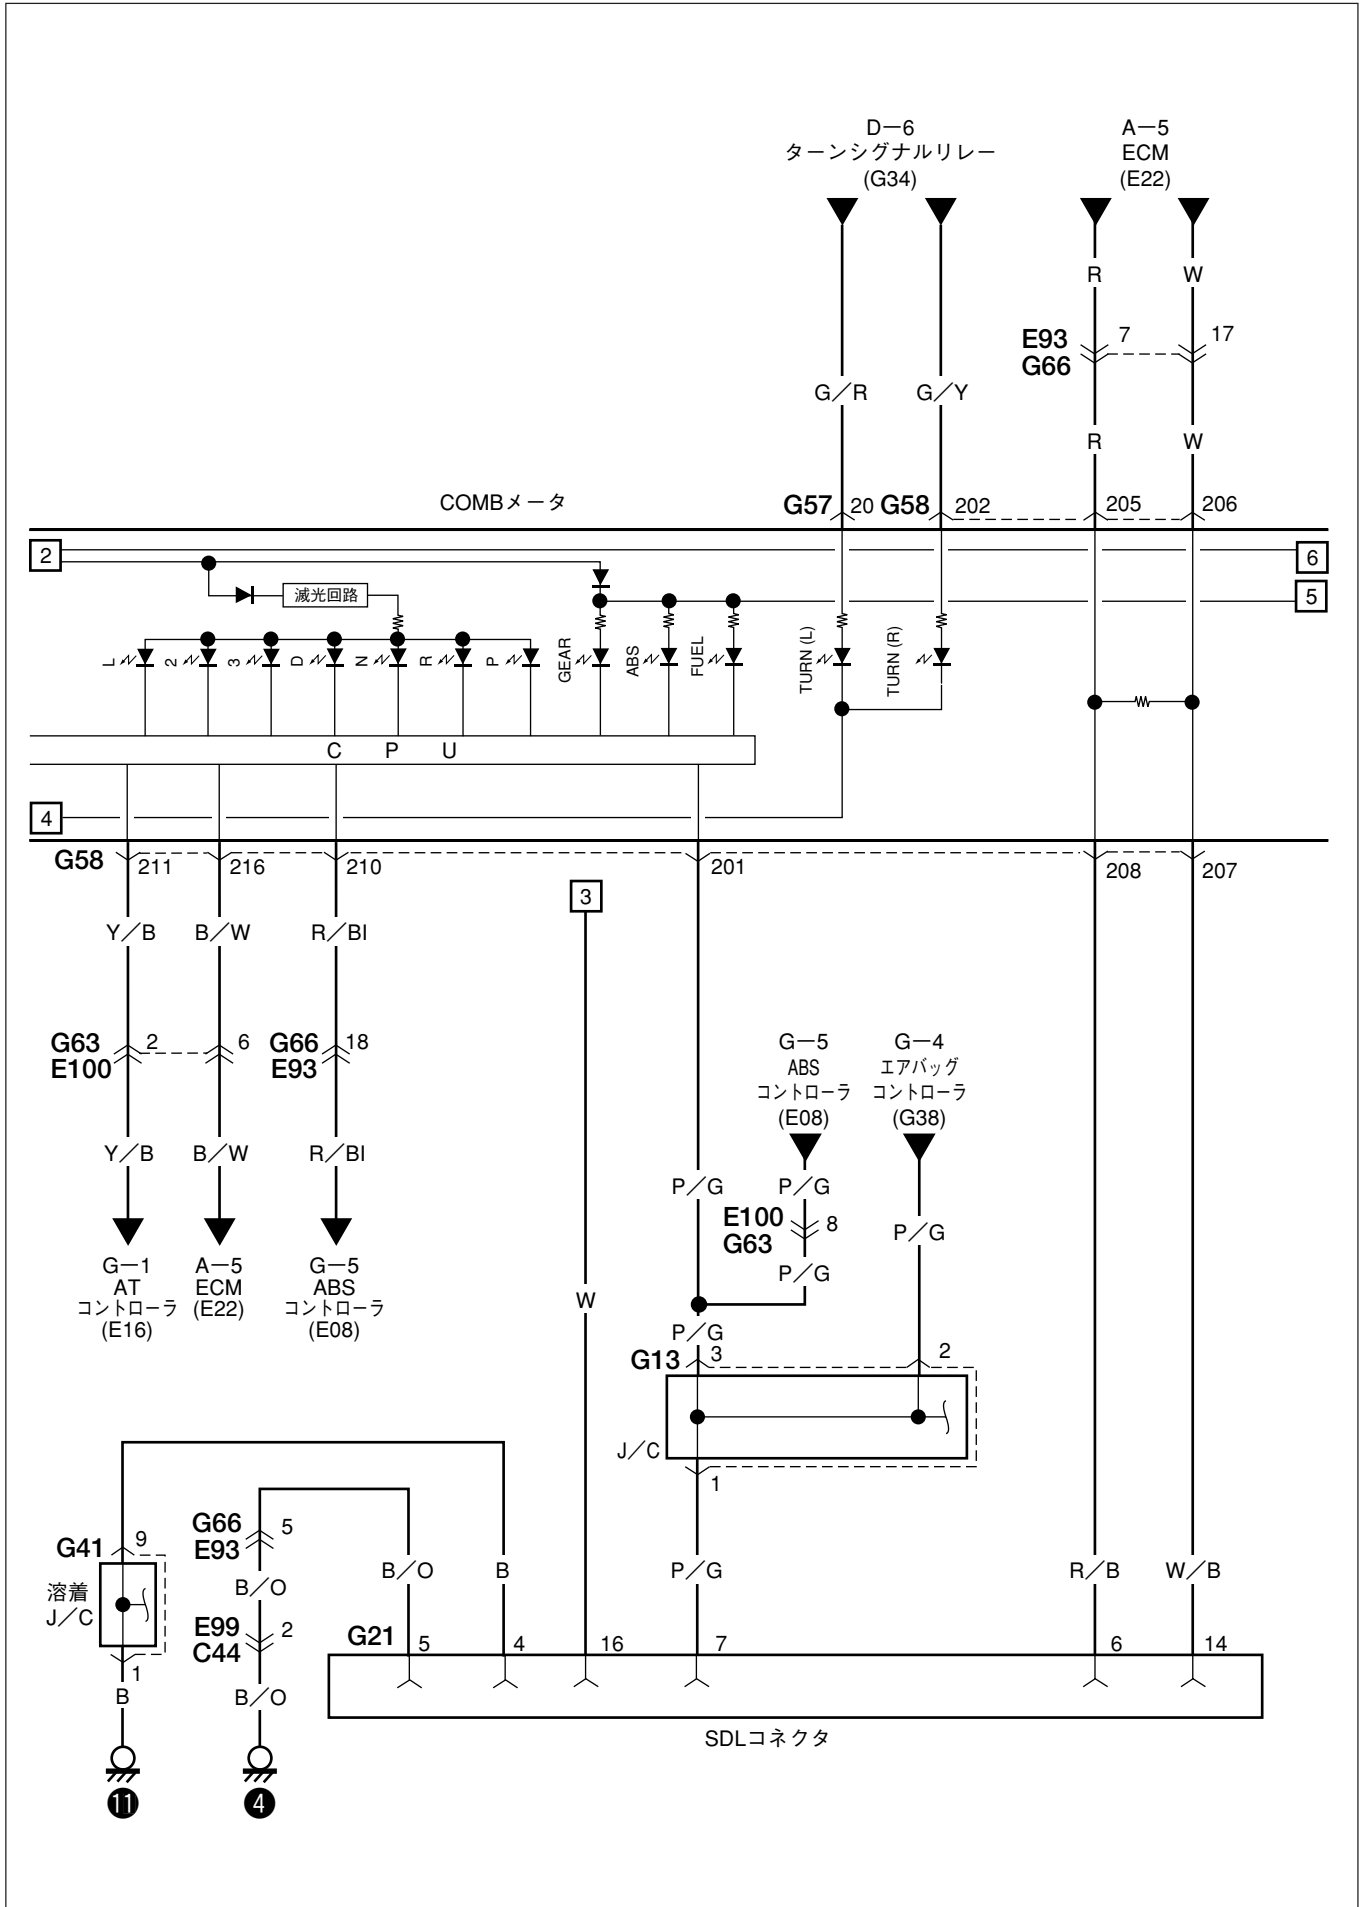 D－6
ターンシグナルリレー
(G34)
A－5
ECM
(E22)
R W
E93 7 17
G66
G／R G／Y
R W
COMBメータ
G57 20 G58 202 205 206
2
6
減光回路
5
L 2 3 D N R P GEAR ABS FUEL TURN (L) TURN (R)
C P U
4
G58 211 216 210 201 208 207
3
Y／B B／W R／Bl
G63 2 6 G66 18
E100 E93
G－5
ABS
コントローラ
(E08)
G－4
エアバッグ
コントローラ
(G38)
Y／B B／W R／Bl
P／G P／G
E100 8
G63
P／G
P／G
G－1
AT
コントローラ
(E16)
A－5
ECM
(E22)
G－5
ABS
コントローラ
(E08)
W
P／G
G13 3 2
J／C
1
G66 5
E93
G41 9
溶着
J／C
B／O B／O B P／G R／B W／B
E99 2
C44
G21 5 4 16 7 6 14
1
B B／O
SDLコネクタ
11 4